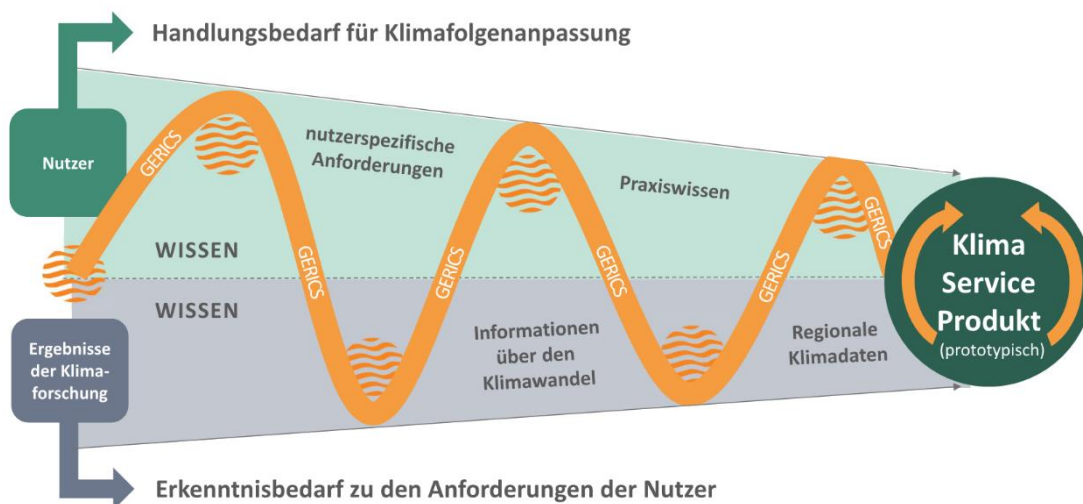 Handlungsbedarf für Klimafolgenanpassung
Nutzer
GERICS
nutzerspezifische
Anforderungen
GERICS
Praxiswissen
GERICS
WISSEN
GERICS
GERICS
GERICS
WISSEN
Klima
Service
Produkt
(prototypisch)
Ergebnisse
der Klima-
forschung
Informationen
über den
Klimawandel
Regionale
Klimadaten
Erkenntnisbedarf zu den Anforderungen der Nutzer